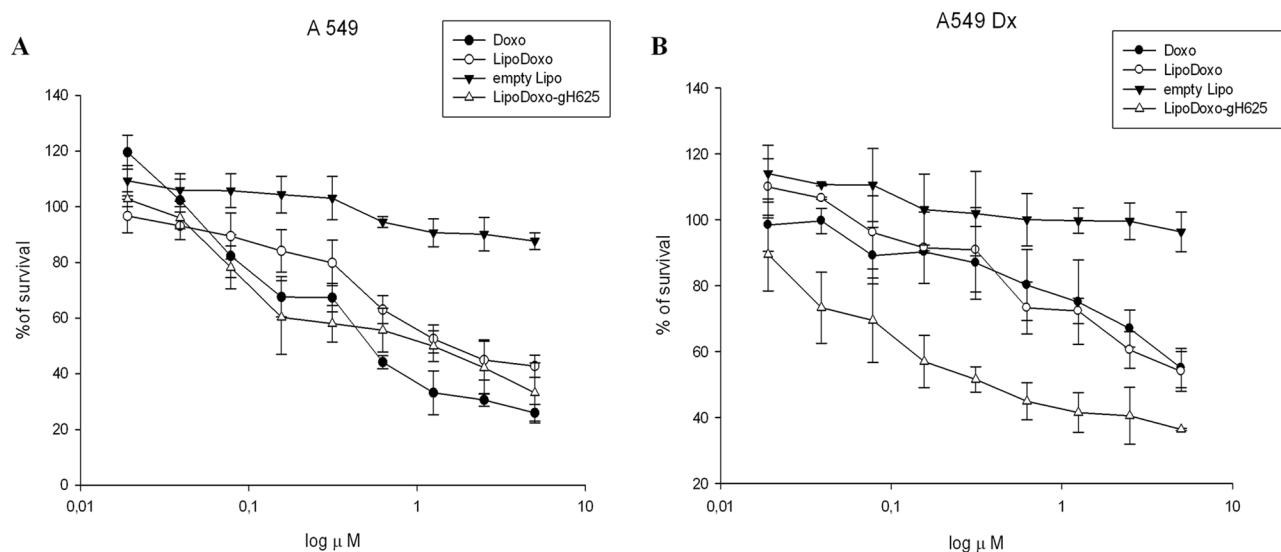 A
A 549
Doxo
LipoDoxo
empty Lipo
LipoDoxo-gH625
% of survival
140
120
100
80
60
40
20
0
0,01
0,1
1
10
log μ M
B
A549 Dx
Doxo
LipoDoxo
empty Lipo
LipoDoxo-gH625
% of survival
140
120
100
80
60
40
20
0,01
0,1
1
10
log μ M